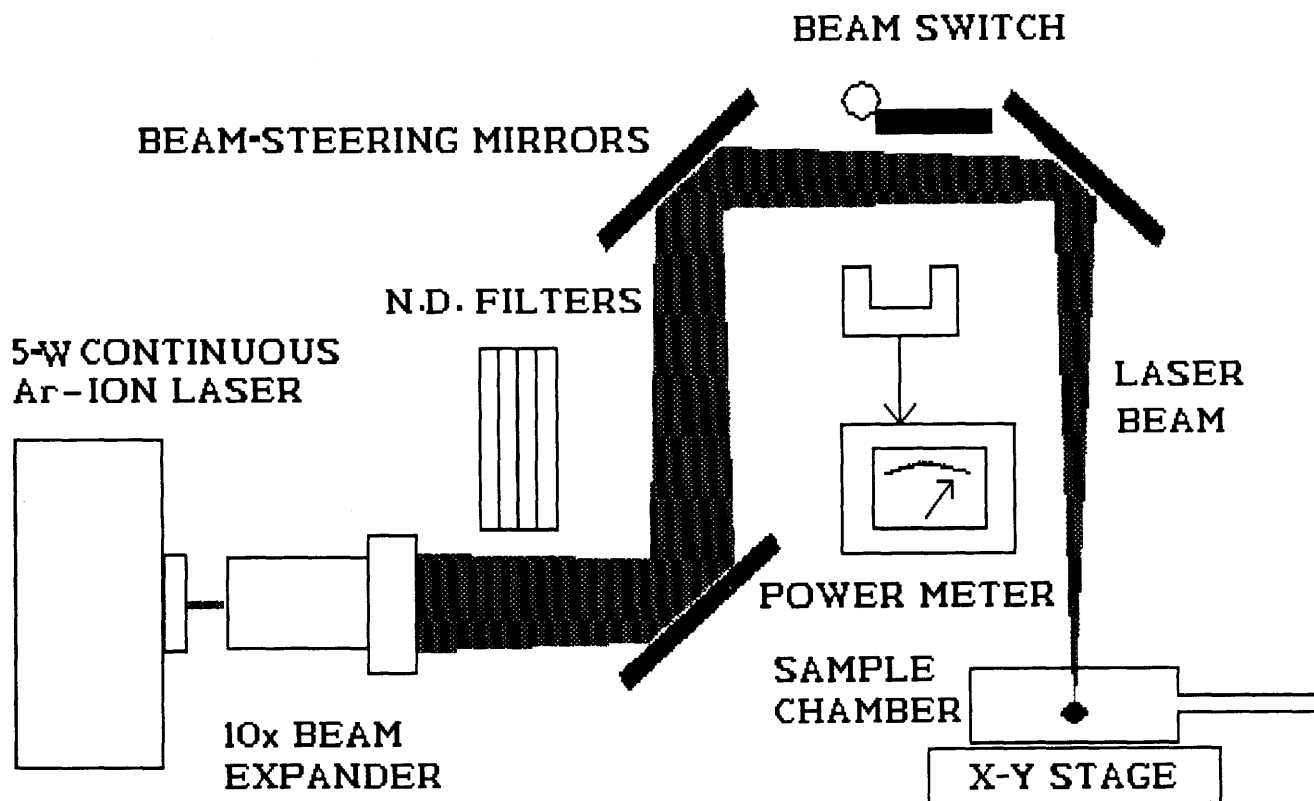 BEAM SWITCH
BEAM-STEERING MIRRORS
N.D. FILTERS
5-W CONTINUOUS
Ar-ION LASER
LASER
BEAM
POWER METER
SAMPLE
CHAMBER
10x BEAM
EXPANDER
X-Y STAGE